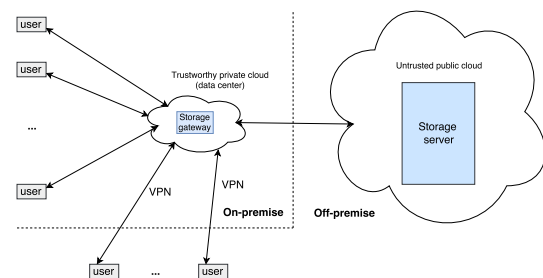 user
user
...
user
Trustworthy private cloud
(data center)
Storage
gateway
Untrusted public cloud
Storage
server
VPN
VPN
On-premise
Off-premise
user
...
user